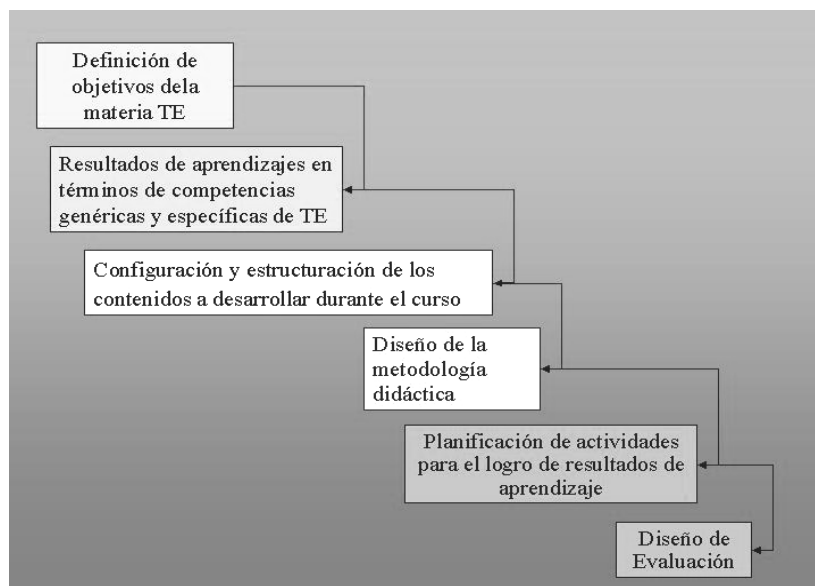 Definición de
objetivos dela
materia TE
Resultados de aprendizajes en
términos de competencias
genéricas y específicas de TE
Configuración y estructuración de los
contenidos a desarrollar durante el curso
Diseño de la
metodología
didáctica
Planificación de actividades
para el logro de resultados de
aprendizaje
Diseño de
Evaluación